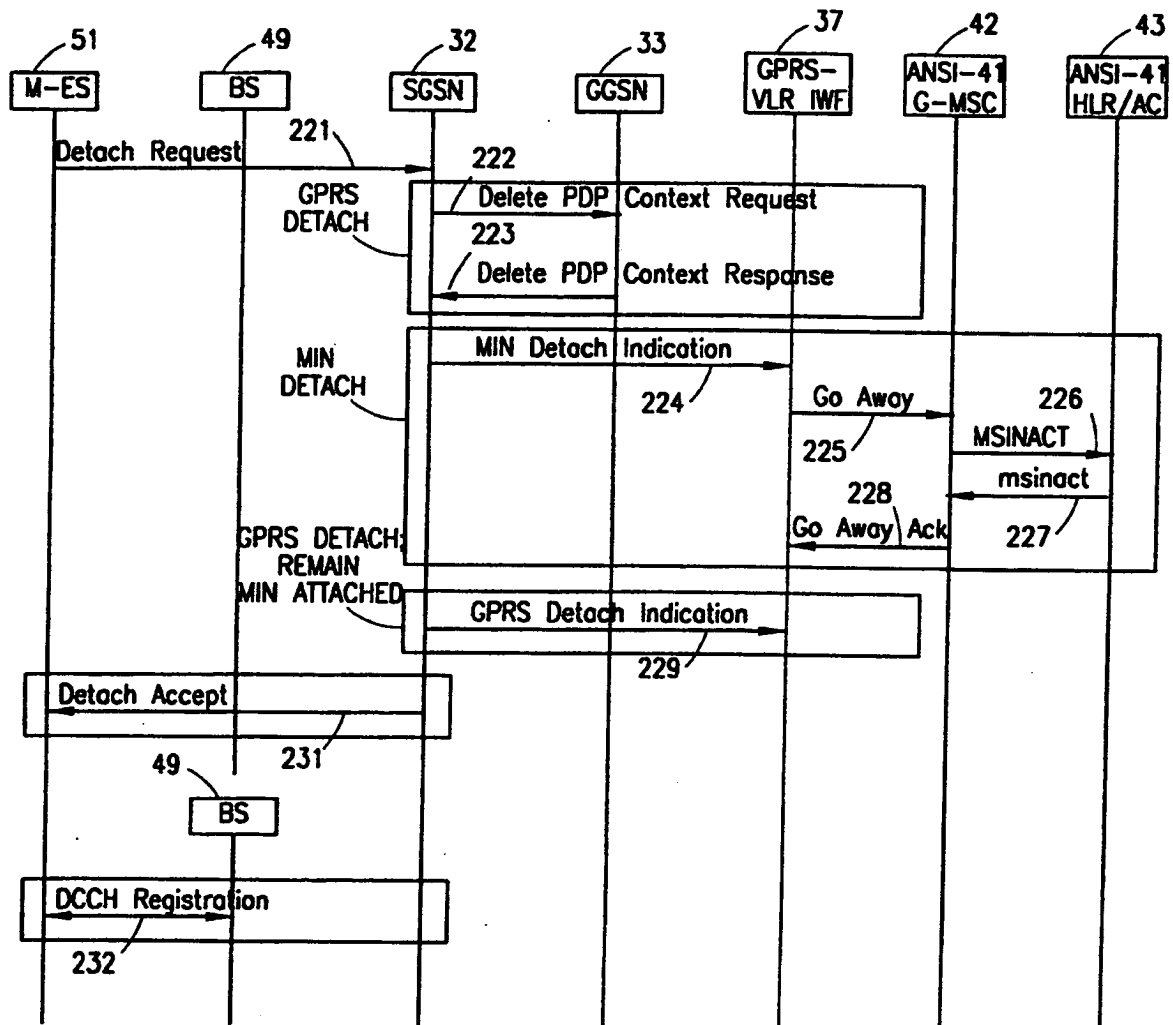 51
49
32
33
37
42
43
M-ES
BS
SGSN
GGSN
GPRS-
VLR IWF
ANSI-41
G-MSC
ANSI-41
HLR/AC
221
Detach Request
222
GPRS
DETACH
Delete PDP Context Request
223
Delete PDP Context Response
MIN
DETACH
MIN Detach Indication
224
Go Away
225
226
MSINACT
msinact
227
228
Go Away Ack
GPRS DETACH;
REMAIN
MIN ATTACHED
GPRS Detach Indication
229
Detach Accept
231
49
BS
DCCH Registration
232